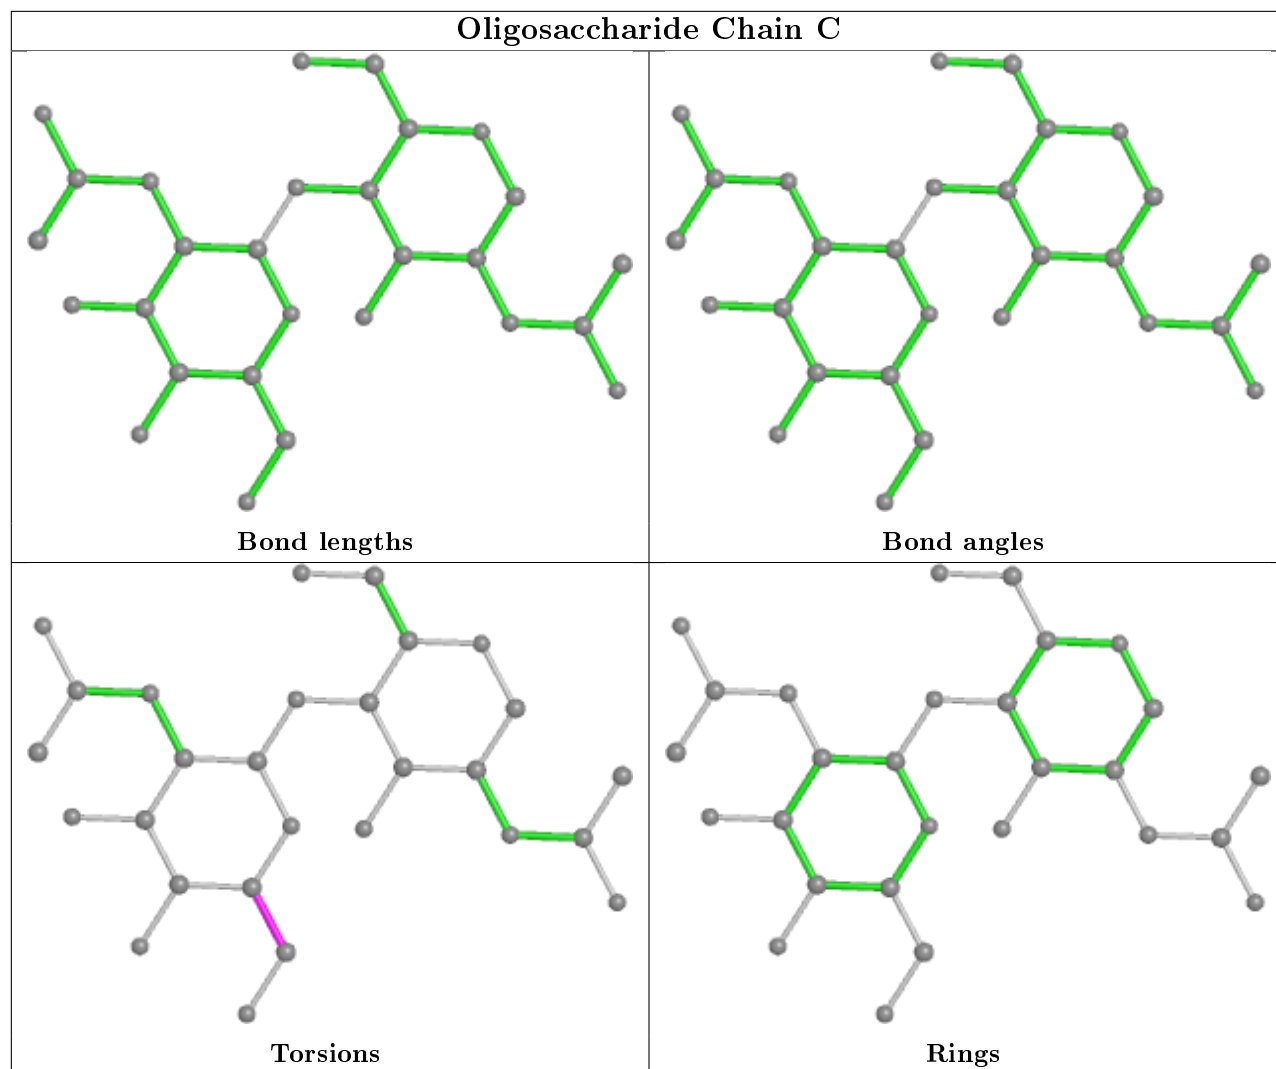 Oligosaccharide Chain C
Bond lengths
Bond angles
Torsions
Rings